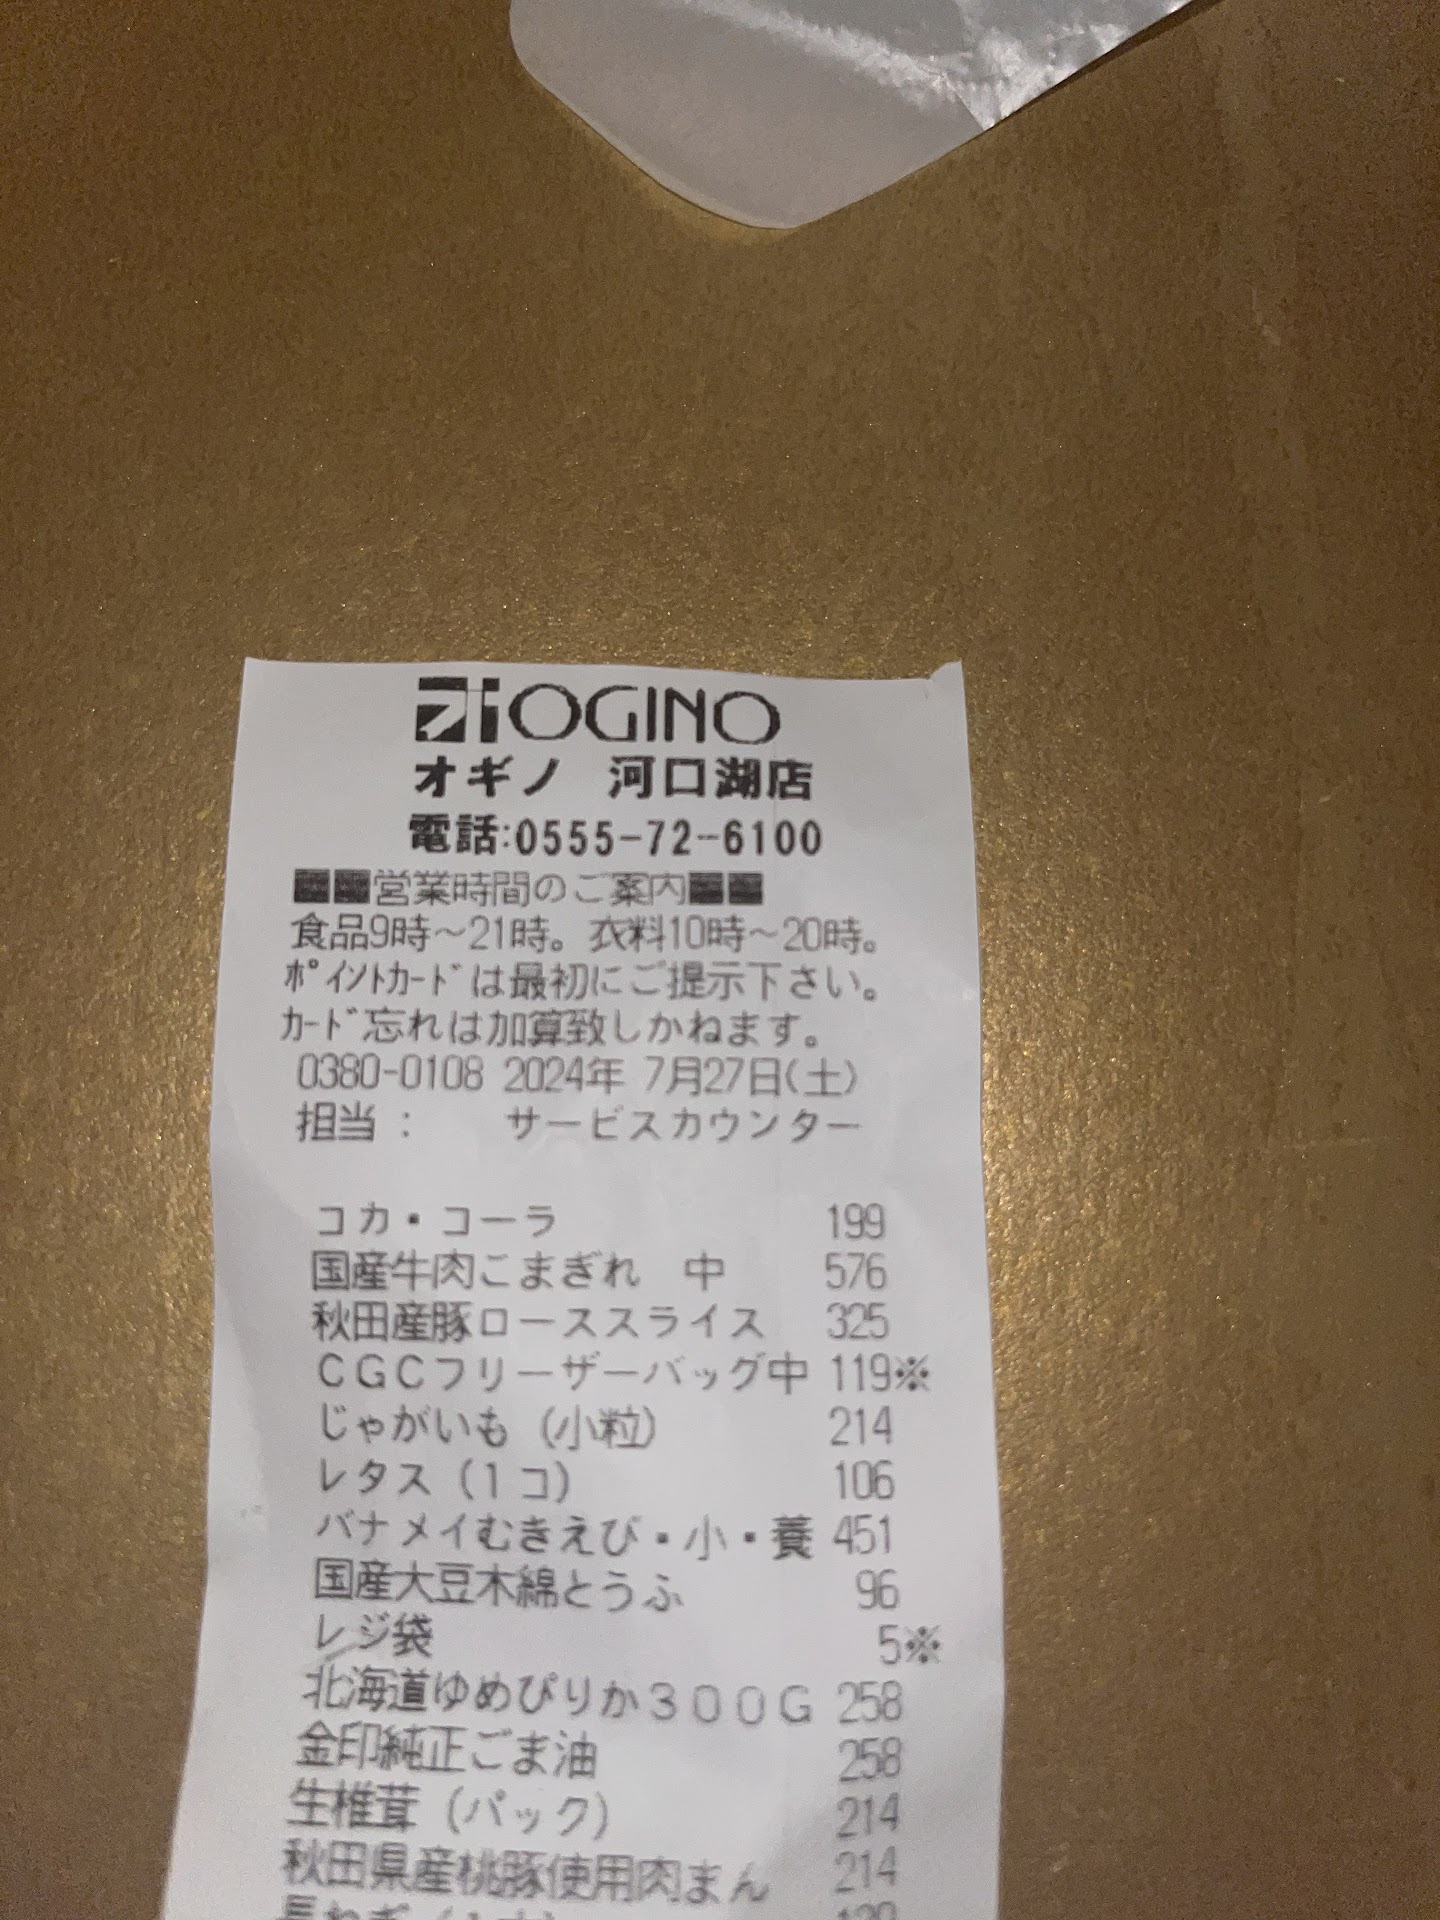 OGINO
オギノ 河口湖店
電話:0555-72-6100
■■営業時間のご案内■■
食品9時～21時。衣料10時～20時。
ﾎﾟｲﾝﾄｶｰﾄﾞは最初にご提示下さい。
ｶｰﾄﾞ忘れは加算致しかねます。
0380-0108 2024年 7月27日(土)
担当 : サービスカウンター
コカ・コーラ 199
国産牛肉こまぎれ 中 576
秋田産豚ローススライス 325
CGCフリーザーバッグ中 119※
じゃがいも (小粒) 214
レタス (1コ) 106
バナメイむきえび・小・養 451
国産大豆木綿とうふ 96
レジ袋 5※
北海道ゆめぴりか300G 258
金印純正ごま油 258
生椎茸 (パック) 214
秋田県産桃豚使用肉まん 214